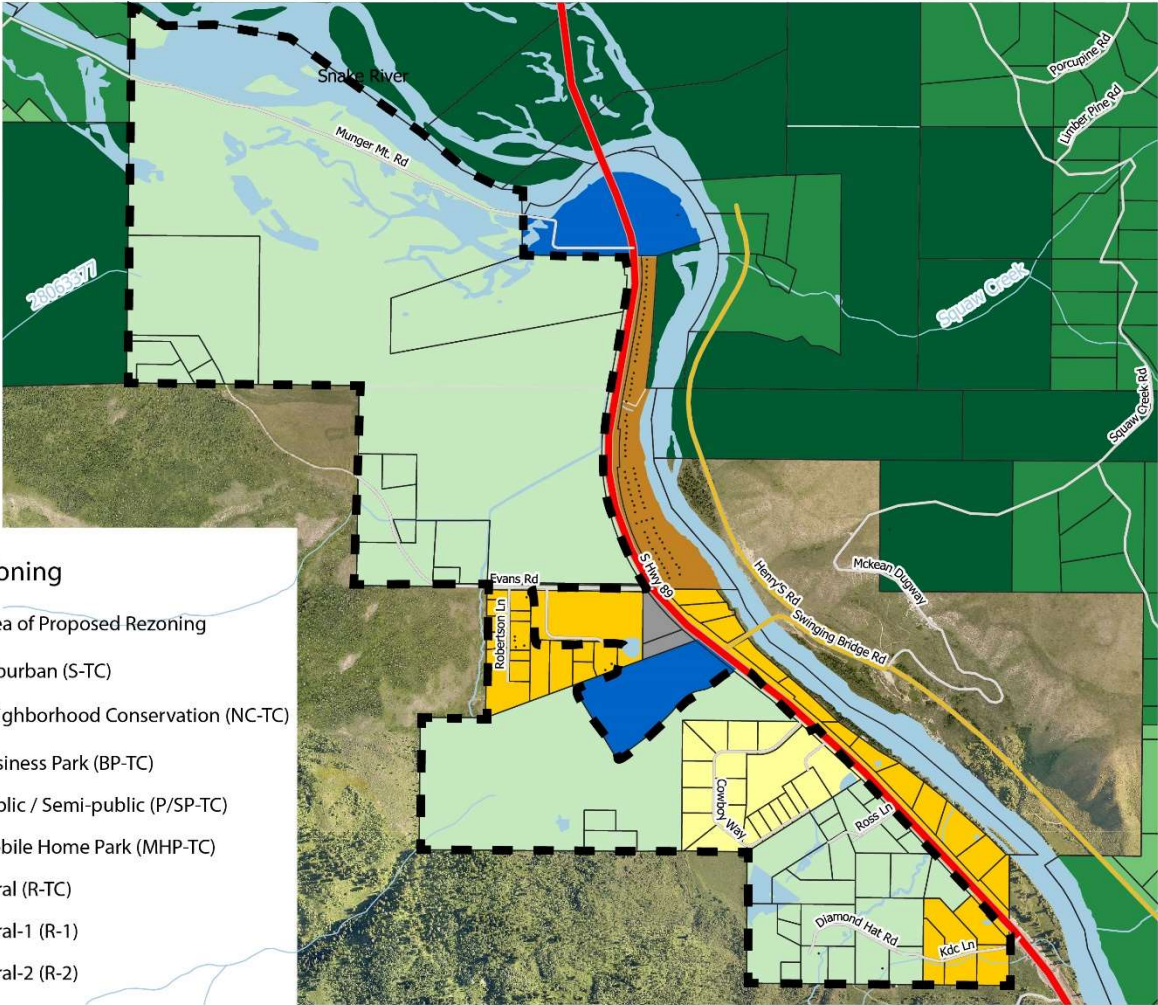 Porcupine Rd
Limber Pine Rd
Snake River
Munger Mt. Rd
28063377
Squaw Creek
Squaw Creek Rd
S Hwy 89
Evans Rd
Robertson Ln
Henry'S Rd
Mckean Dugway
Swinging Bridge Rd
Cowboy Way
Ross Ln
Diamond Hat Rd
Kdc Ln
oning
ea of Proposed Rezoning
burban (S-TC)
ighborhood Conservation (NC-TC)
siness Park (BP-TC)
blic / Semi-public (P/SP-TC)
bile Home Park (MHP-TC)
ral (R-TC)
ral-1 (R-1)
ral-2 (R-2)